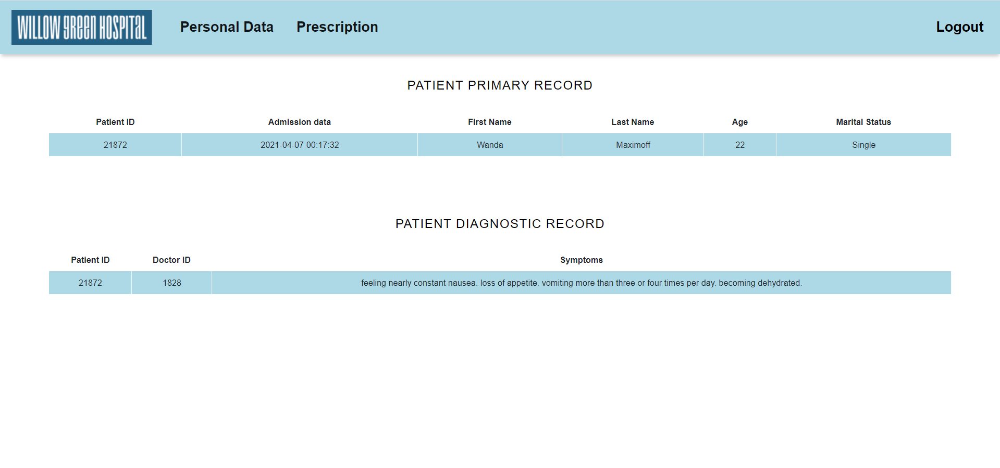 WILLOW GREEN HOSPITAL Personal Data Prescription Logout
PATIENT PRIMARY RECORD
Patient ID Admission data First Name Last Name Age Marital Status
21872 2021-04-07 00:17:32 Wanda Maximoff 22 Single
PATIENT DIAGNOSTIC RECORD
Patient ID Doctor ID Symptoms
21872 1828 feeling nearly constant nausea. loss of appetite. vomiting more than three or four times per day. becoming dehydrated.